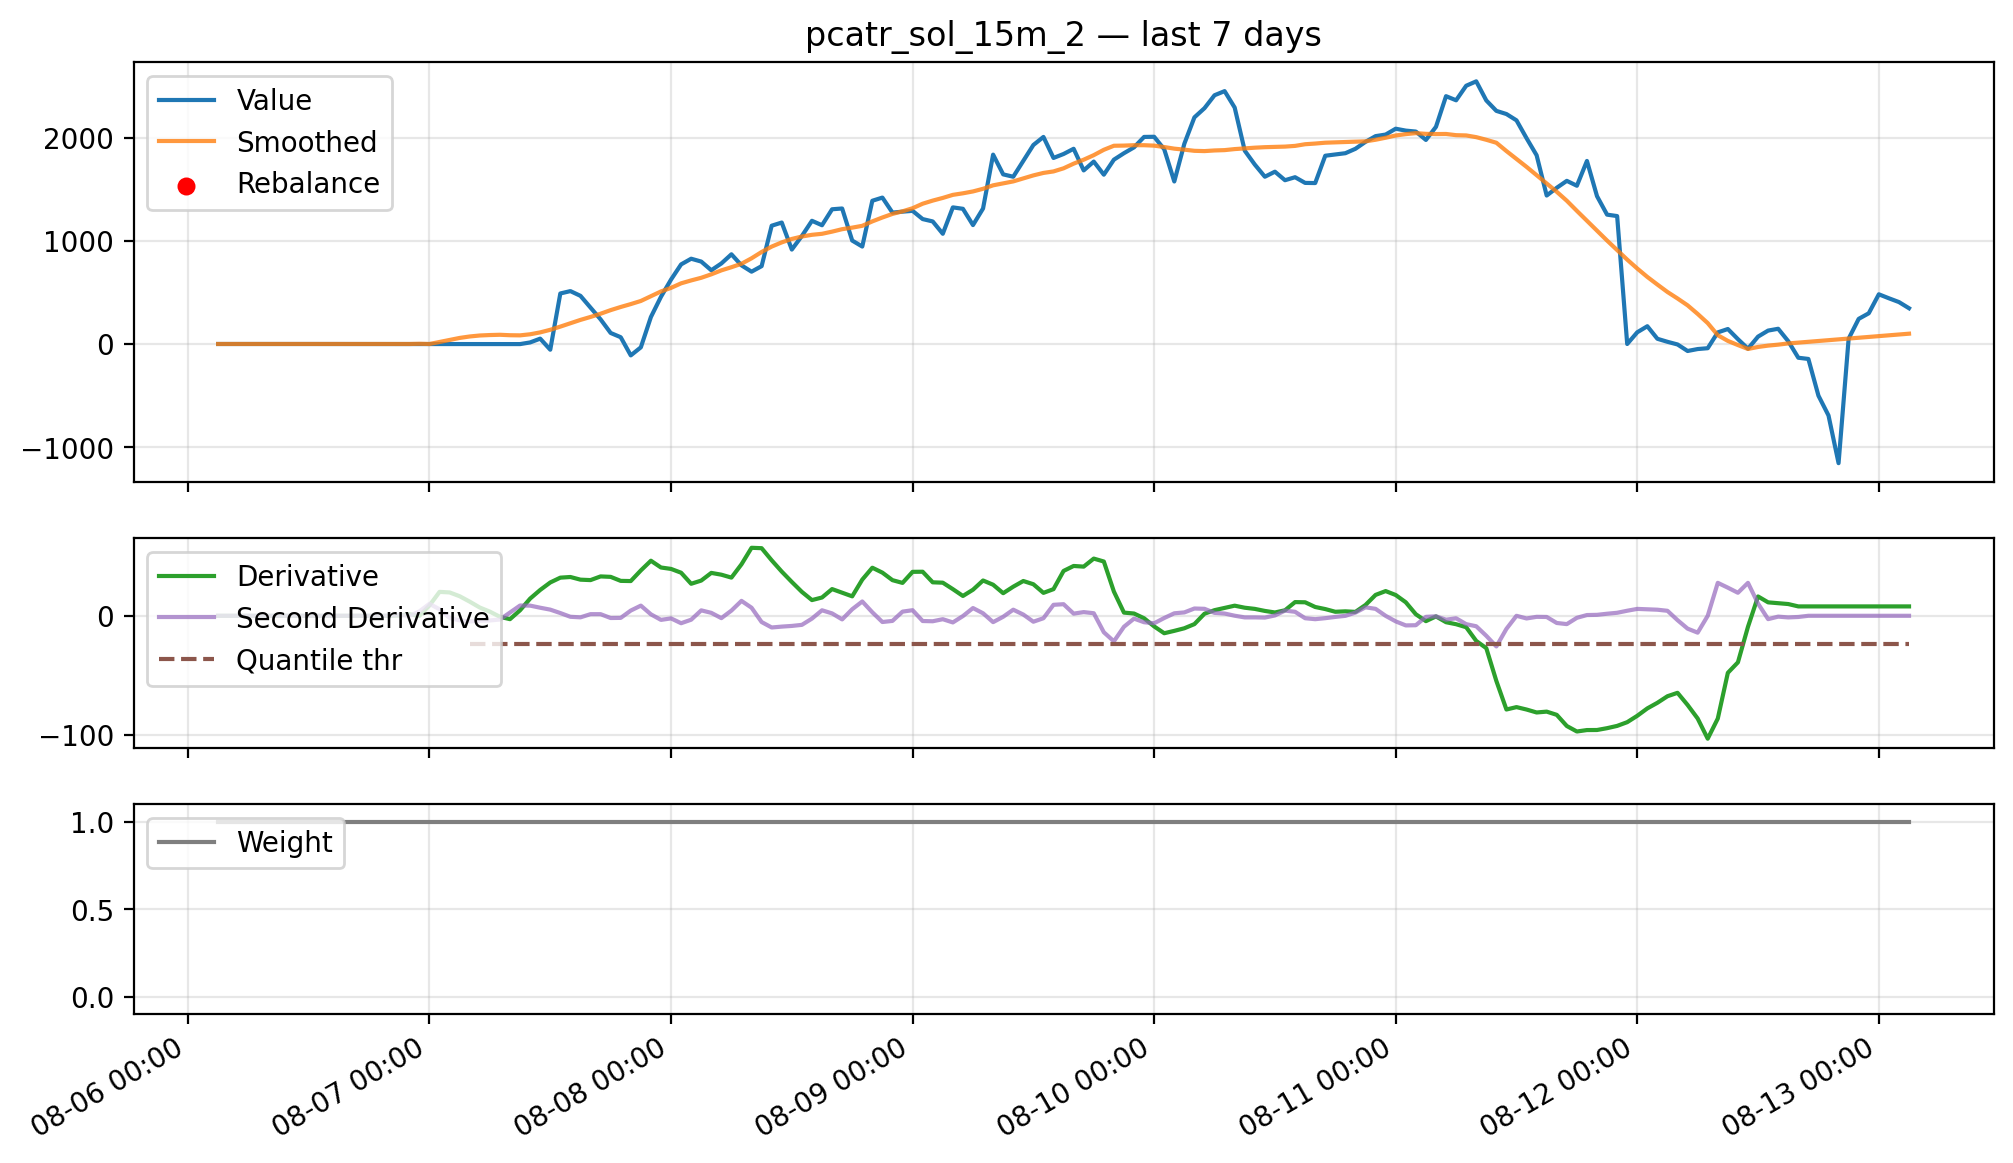 pcatr_sol_15m_2 — last 7 days
Value
Smoothed
Rebalance
2000
1000
0
−1000
Derivative
Second Derivative
Quantile thr
0
−100
Weight
1.0
0.5
0.0
08-06 00:00
08-07 00:00
08-08 00:00
08-09 00:00
08-10 00:00
08-11 00:00
08-12 00:00
08-13 00:00